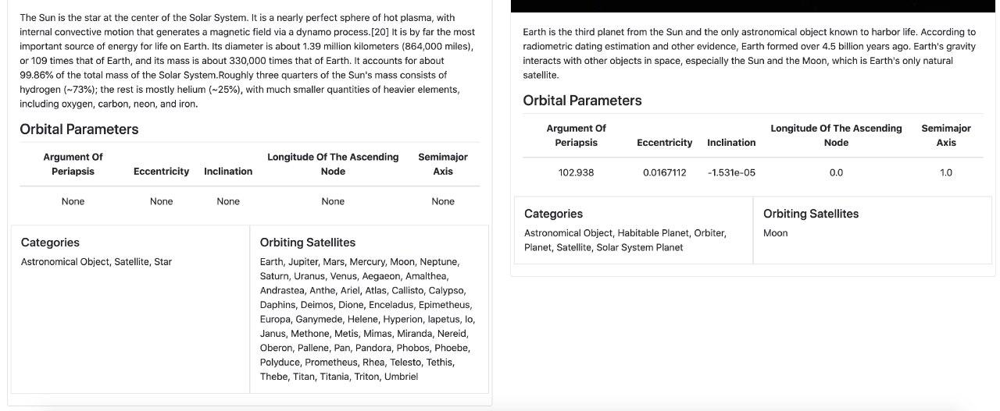 The Sun is the star at the center of the Solar System. It is a nearly perfect sphere of hot plasma, with
internal convective motion that generates a magnetic field via a dynamo process.[20] It is by far the most
important source of energy for life on Earth. Its diameter is about 1.39 million kilometers (864,000 miles),
or 109 times that of Earth, and its mass is about 330,000 times that of Earth. It accounts for about
99.86% of the total mass of the Solar System.Roughly three quarters of the Sun's mass consists of
hydrogen (~73%); the rest is mostly helium (~25%), with much smaller quantities of heavier elements,
including oxygen, carbon, neon, and iron.
Orbital Parameters
Argument Of Periapsis Eccentricity Inclination Longitude Of The Ascending Node Semimajor Axis
None None None None None
Categories
Astronomical Object, Satellite, Star
Orbiting Satellites
Earth, Jupiter, Mars, Mercury, Moon, Neptune,
Saturn, Uranus, Venus, Aegaeon, Amalthea,
Andrastea, Anthe, Ariel, Atlas, Callisto, Calypso,
Daphins, Deimos, Dione, Enceladus, Epimetheus,
Europa, Ganymede, Helene, Hyperion, Iapetus, Io,
Janus, Methone, Metis, Mimas, Miranda, Nereid,
Oberon, Pallene, Pan, Pandora, Phobos, Phoebe,
Polyduce, Prometheus, Rhea, Telesto, Tethis,
Thebe, Titan, Titania, Triton, Umbriel
Earth is the third planet from the Sun and the only astronomical object known to harbor life. According to
radiometric dating estimation and other evidence, Earth formed over 4.5 billion years ago. Earth's gravity
interacts with other objects in space, especially the Sun and the Moon, which is Earth's only natural
satellite.
Orbital Parameters
Argument Of Periapsis Eccentricity Inclination Longitude Of The Ascending Node Semimajor Axis
102.938 0.0167112 -1.531e-05 0.0 1.0
Categories
Astronomical Object, Habitable Planet, Orbiter,
Planet, Satellite, Solar System Planet
Orbiting Satellites
Moon